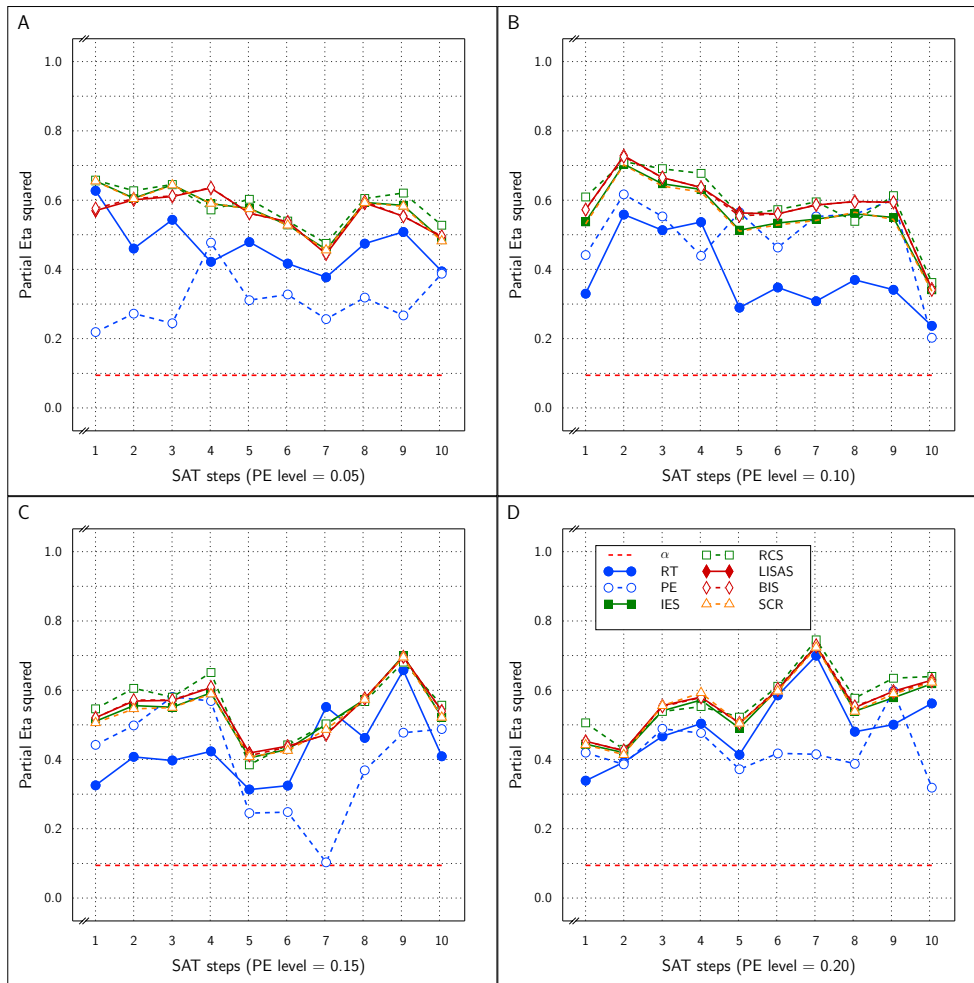 A
Partial Eta squared
1.0
0.8
0.6
0.4
0.2
0.0
1 2 3 4 5 6 7 8 9 10
SAT steps (PE level = 0.05)
B
Partial Eta squared
1.0
0.8
0.6
0.4
0.2
0.0
1 2 3 4 5 6 7 8 9 10
SAT steps (PE level = 0.10)
C
Partial Eta squared
1.0
0.8
0.6
0.4
0.2
0.0
1 2 3 4 5 6 7 8 9 10
SAT steps (PE level = 0.15)
D
Partial Eta squared
1.0
0.8
0.6
0.4
0.2
0.0
α
RT
PE
IES
RCS
LISAS
BIS
SCR
1 2 3 4 5 6 7 8 9 10
SAT steps (PE level = 0.20)